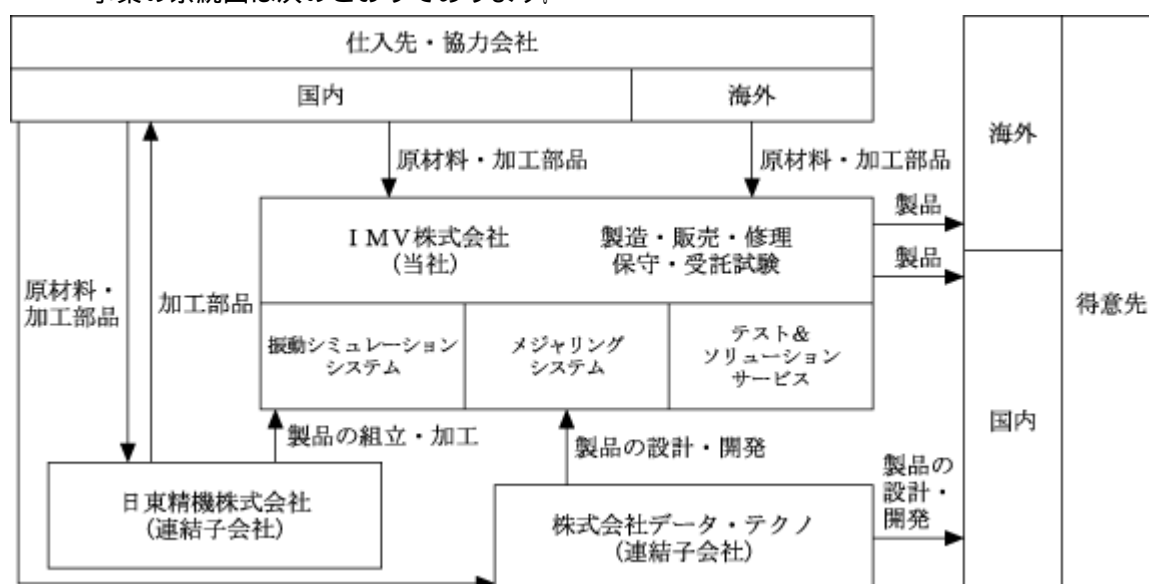 事業の系統図は次のとおりであります。
仕入先・協力会社
国内
海外
原材料・加工部品
原材料・加工部品
ＩＭＶ株式会社
(当社)
製造・販売・修理
保守・受託試験
製品
製品
海外
国内
得意先
原材料・
加工部品
加工部品
振動シミュレーション
システム
メジャリング
システム
テスト＆
ソリューション
サービス
製品の組立・加工
製品の設計・開発
製品の
設計・
開発
日東精機株式会社
(連結子会社)
株式会社データ・テクノ
(連結子会社)